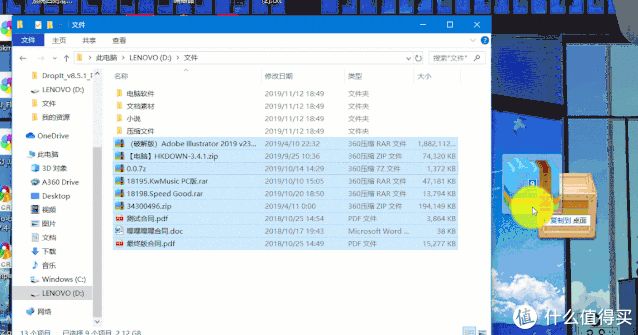 文件
文件 主页 共享 查看
此电脑 > LENOVO (D:) > 文件
搜索"文件"
名称 修改日期 类型 大小
DropIt_v8.5.1_
LENOVO (D:)
文件
我的资源
OneDrive
此电脑
3D 对象
A360 Drive
Desktop
视频
图片
文档
下载
音乐
Windows (C:)
LENOVO (D:)
网络
电脑软件 2019/11/12 18:49 文件夹
文档素材 2019/11/12 18:49 文件夹
小说 2019/11/12 18:49 文件夹
压缩文件 2019/11/12 18:49 文件夹
（破解版）Adobe Illustrator 2019 v23... 2019/4/10 22:32 360压缩 RAR 文件 1,882,112...
【电脑】HKDOWN-3.4.1.zip 2019/9/25 10:36 360压缩 ZIP 文件 74,320 KB
0.0.7z 2019/10/14 14:29 360压缩 7Z 文件 1,372 KB
18195.KwMusic PC版.rar 2019/10/10 15:05 360压缩 RAR 文件 47,181 KB
18198.Speed Good.rar 2019/10/20 18:50 360压缩 RAR 文件 13,794 KB
34300496.zip 2019/4/11 0:00 360压缩 ZIP 文件 194,149 KB
测试合同.pdf 2018/10/25 14:54 PDF 文件 3,864 KB
哩哩哩合同.doc 2018/10/17 19:43 Microsoft Word... 38 KB
最终版合同.pdf 2018/10/25 14:49 PDF 文件 15,277 KB
13 个项目 已选择 9 个项目 2.12 GB
9
复制到 桌面
值 什么值得买